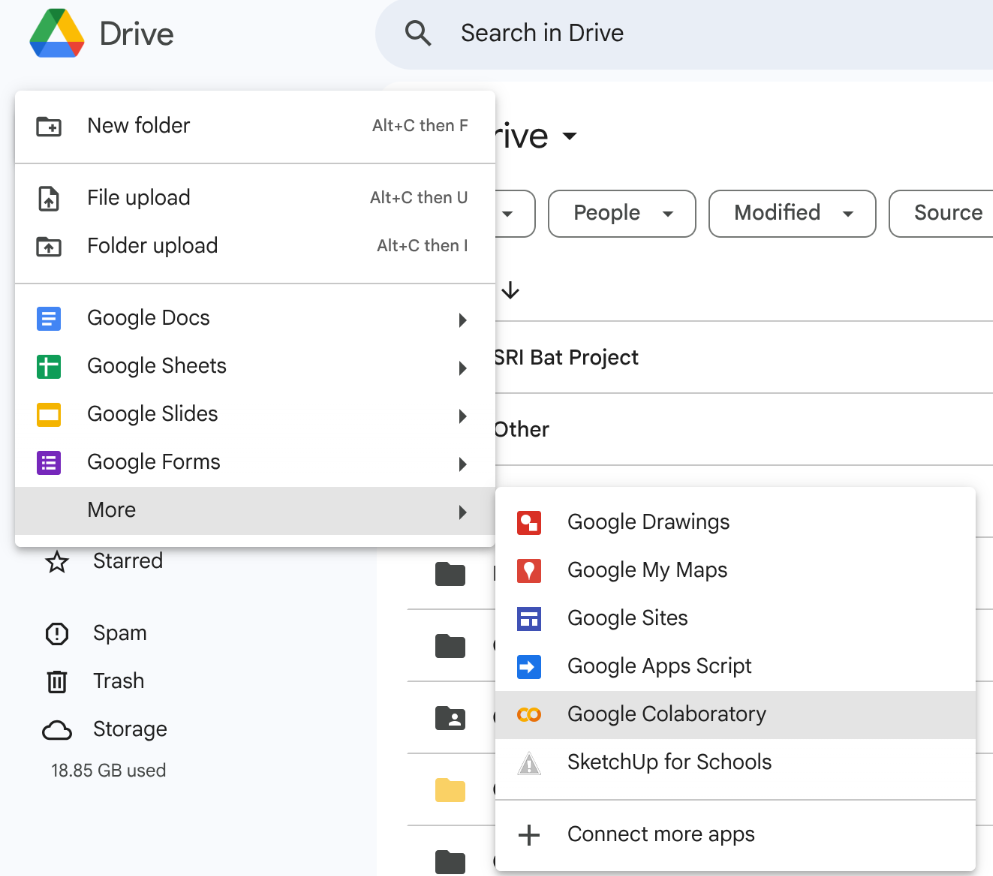 Drive
Search in Drive
New folder Alt+C then F
File upload Alt+C then U
Folder upload Alt+C then I
Google Docs
Google Sheets
Google Slides
Google Forms
More
Starred
Spam
Trash
Storage
18.85 GB used
rive
People
Modified
Source
SRI Bat Project
Other
Google Drawings
Google My Maps
Google Sites
Google Apps Script
Google Colaboratory
SketchUp for Schools
Connect more apps